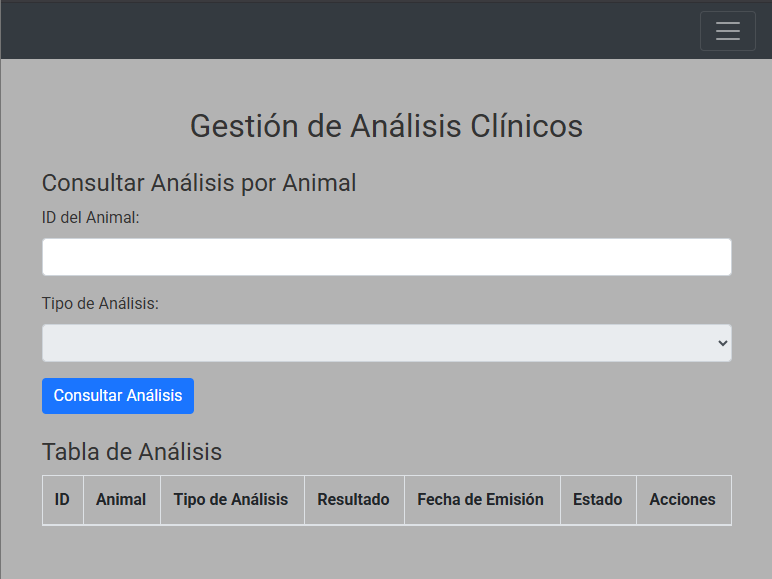 Gestión de Análisis Clínicos
Consultar Análisis por Animal
ID del Animal:
Tipo de Análisis:
Consultar Análisis
Tabla de Análisis
ID Animal Tipo de Análisis Resultado Fecha de Emisión Estado Acciones